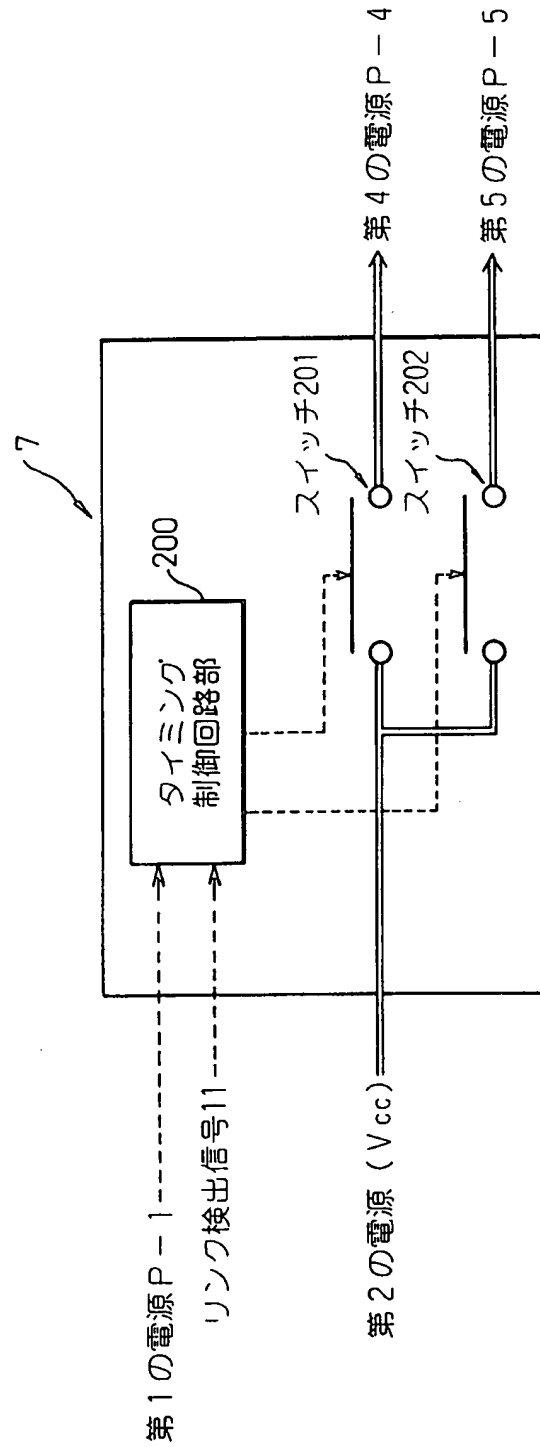 7
200
タイミング
制御回路部
第1の電源P-1
リンク検出信号11
第2の電源(Vcc)
スイッチ201
スイッチ202
第4の電源P-4
第5の電源P-5